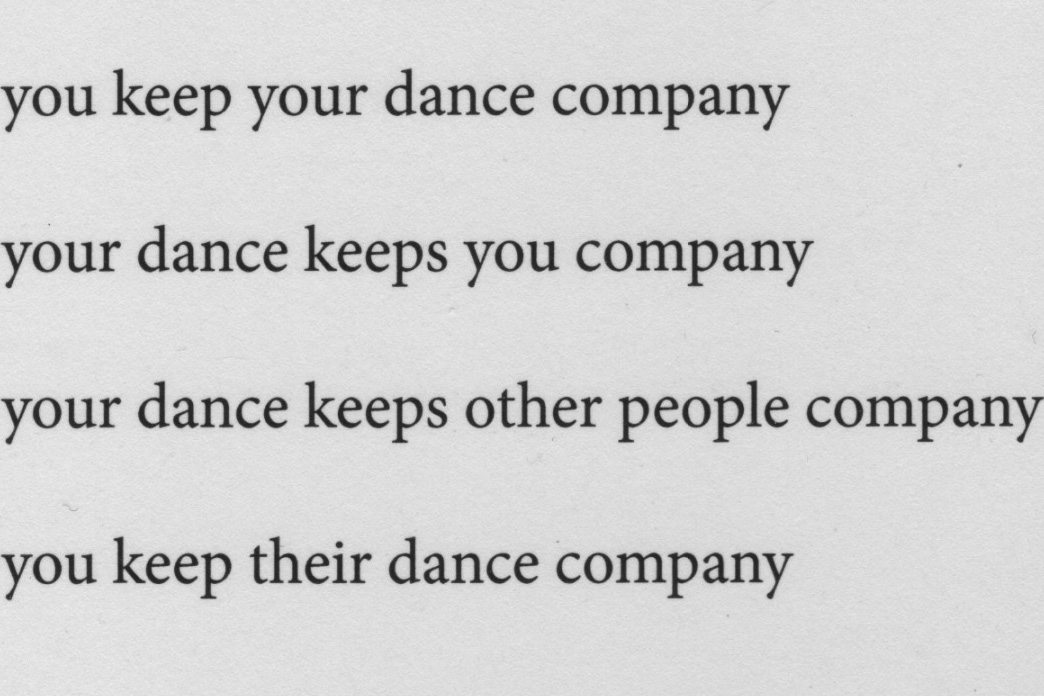 you keep your dance company
your dance keeps you company
your dance keeps other people company
you keep their dance company